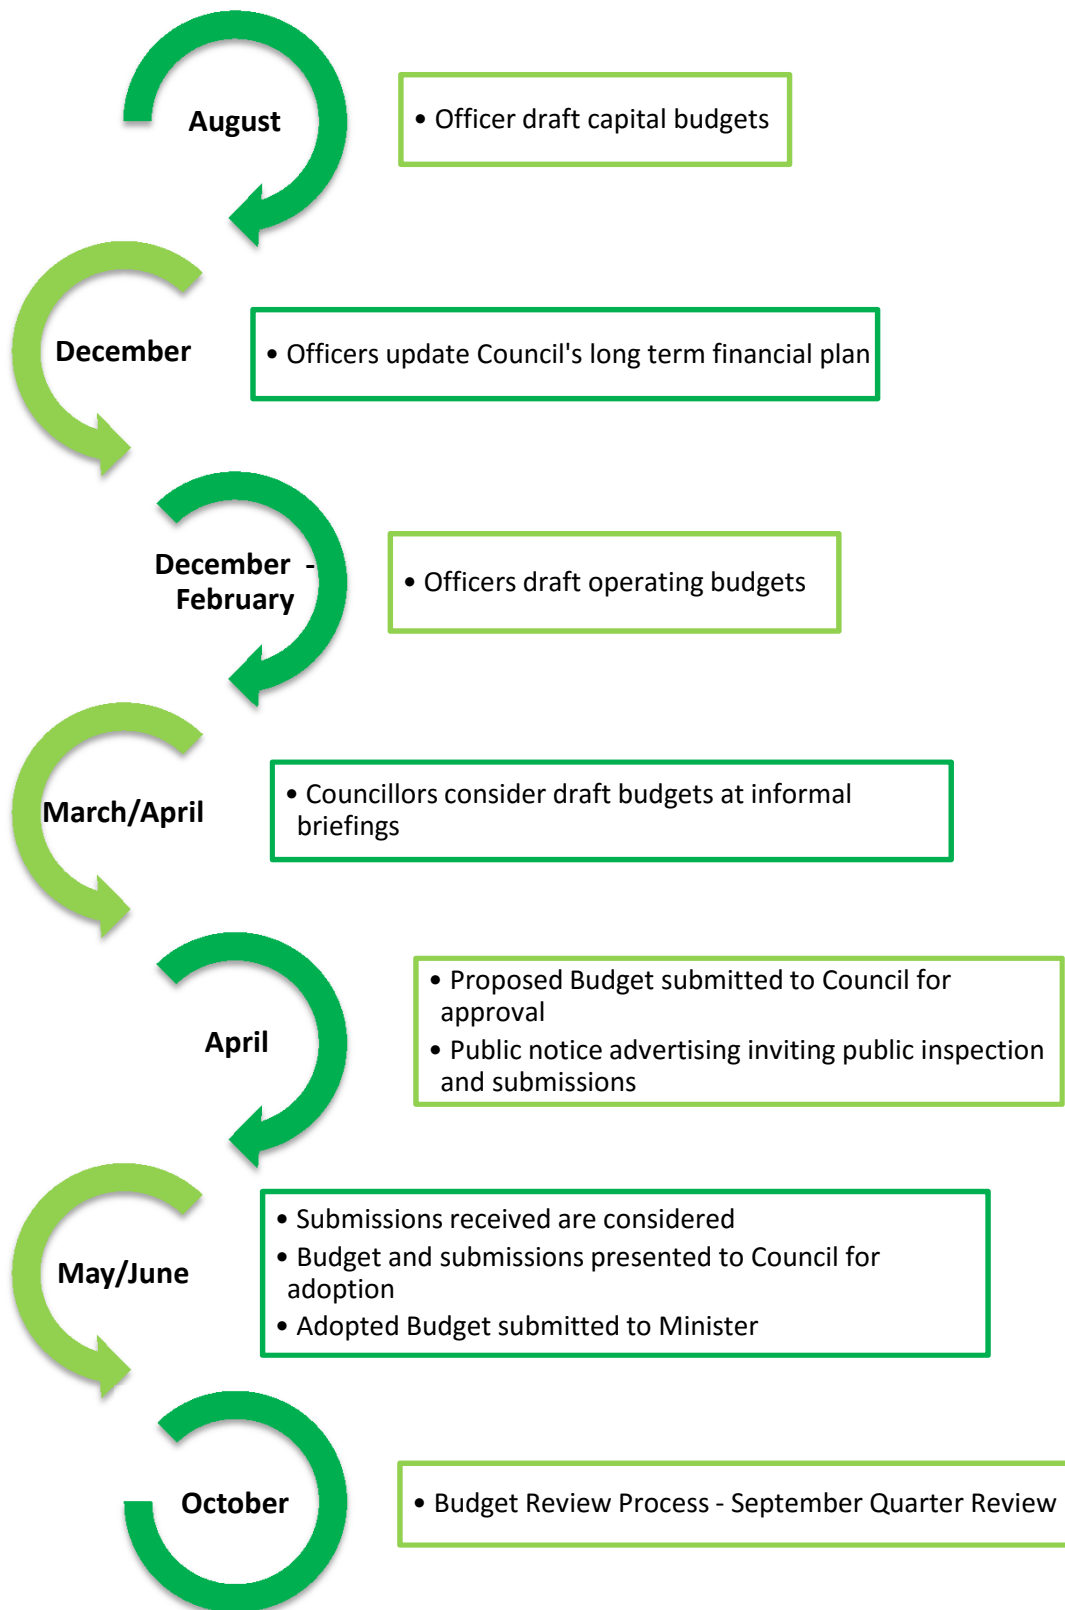 August
• Officer draft capital budgets
December
• Officers update Council's long term financial plan
December -
February
• Officers draft operating budgets
March/April
• Councillors consider draft budgets at informal
briefings
April
• Proposed Budget submitted to Council for
approval
• Public notice advertising inviting public inspection
and submissions
May/June
• Submissions received are considered
• Budget and submissions presented to Council for
adoption
• Adopted Budget submitted to Minister
October
• Budget Review Process - September Quarter Review